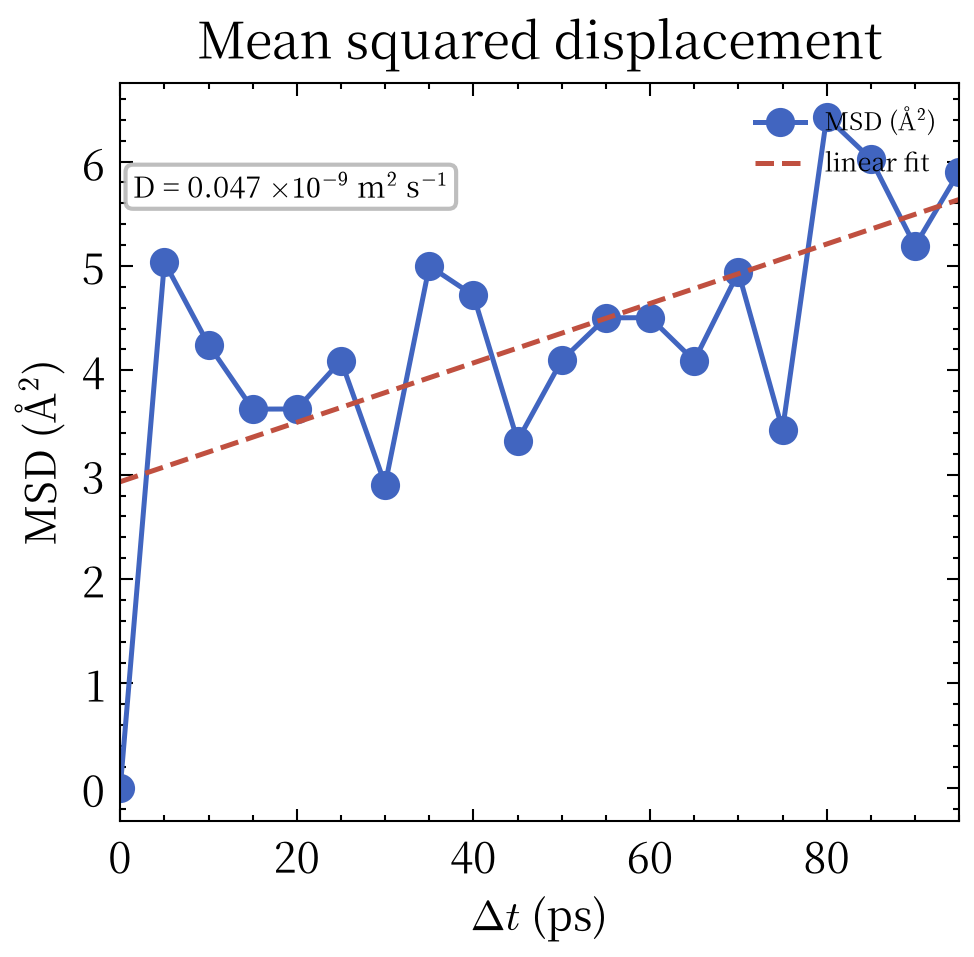 Mean squared displacement
MSD (Å²)
linear fit
D = 0.047 ×10⁻⁹ m² s⁻¹
6
5
4
3
2
1
0
MSD (Å²)
0 20 40 60 80
Δt (ps)